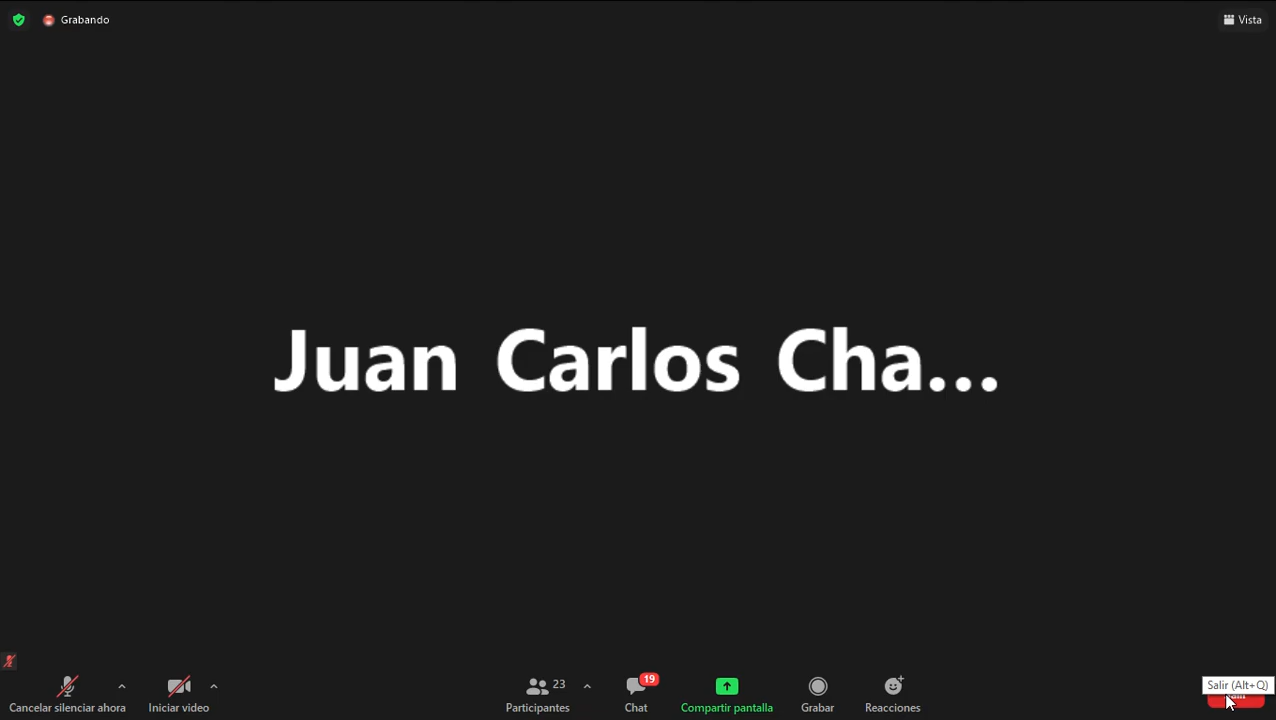 Grabando
Vista
Juan Carlos Cha...
Cancelar silenciar ahora
Iniciar video
23
Participantes
19
Chat
Compartir pantalla
Grabar
Reacciones
Salir (Alt+Q)